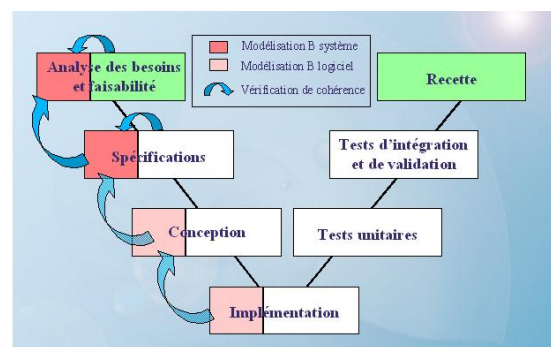 Modélisation B système
Modélisation B logiciel
Vérification de cohérence
Analyse des besoins
et faisabilité
Recette
Spécifications
Tests d'intégration
et de validation
Conception
Tests unitaires
Implémentation